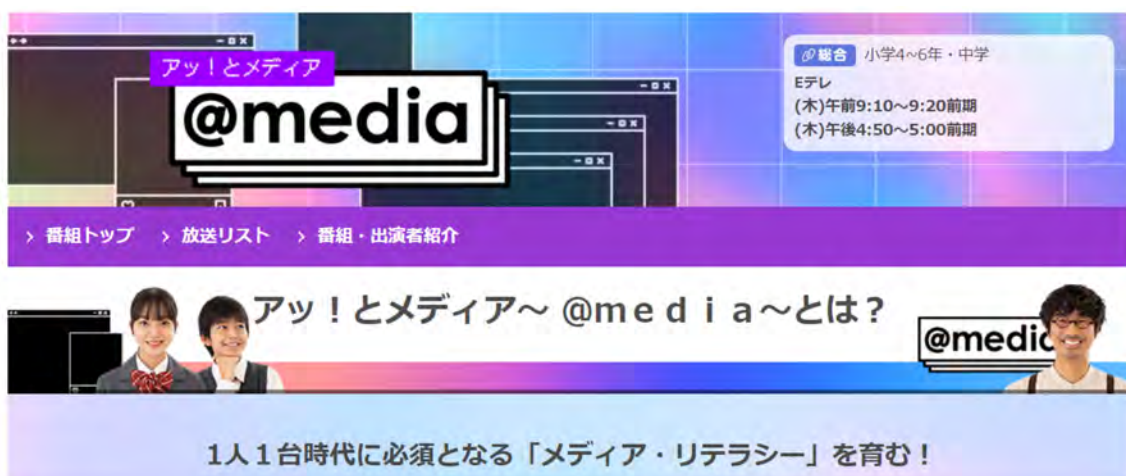 アッ！とメディア
@media
総合 小学4~6年・中学
Eテレ
(木)午前9:10～9:20前期
(木)午後4:50～5:00前期
> 番組トップ > 放送リスト > 番組・出演者紹介
アッ！とメディア～ @ｍｅｄｉａ～とは？
@medi
1人１台時代に必須となる「メディア・リテラシー」を育む！